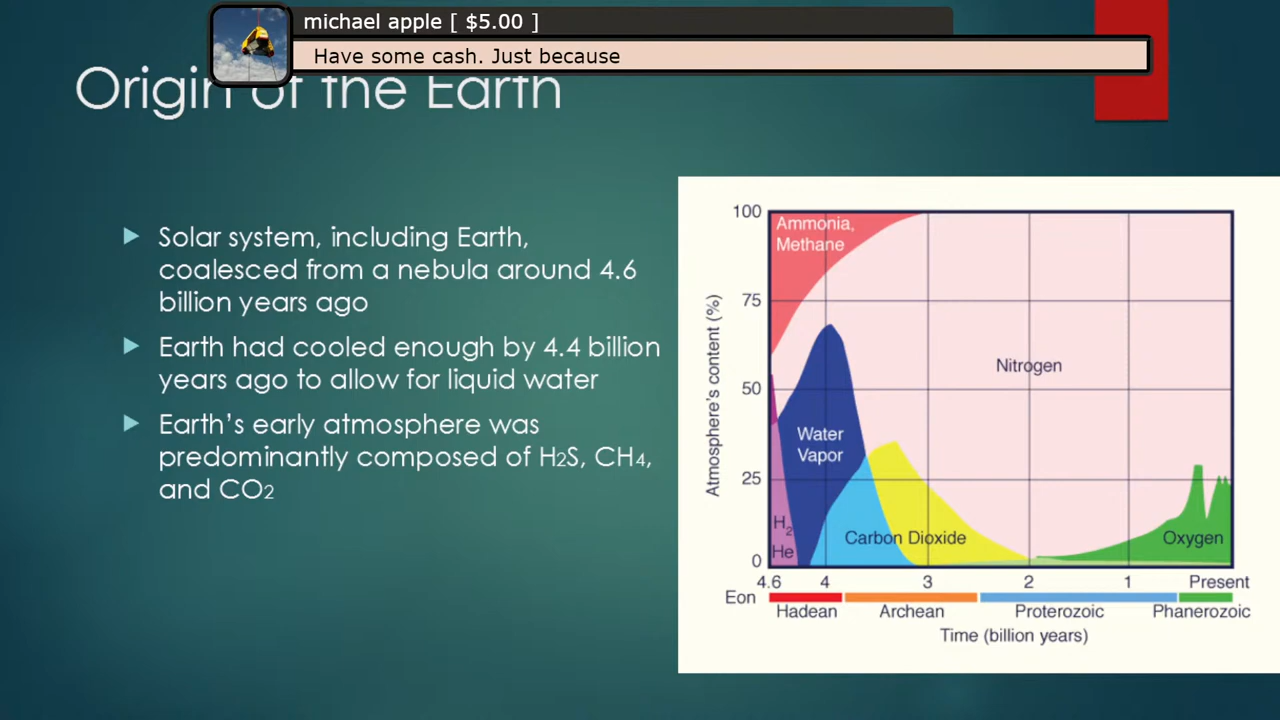 michael apple [ $5.00 ]
Have some cash. Just because
Origin of the Earth
Solar system, including Earth,
coalesced from a nebula around 4.6
billion years ago
Earth had cooled enough by 4.4 billion
years ago to allow for liquid water
Earth's early atmosphere was
predominantly composed of H2S, CH4,
and CO2
Atmosphere's content (%)
100
75
50
25
0
Ammonia,
Methane
Nitrogen
Water
Vapor
H2
He
Carbon Dioxide
Oxygen
4.6 4 3 2 1 Present
Eon
Hadean Archean Proterozoic Phanerozoic
Time (billion years)